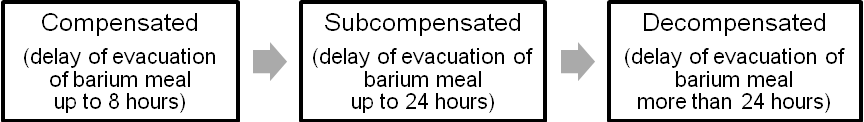 Compensated
(delay of evacuation
of barium meal
up to 8 hours)
Subcompensated
(delay of evacuation of
barium meal
up to 24 hours)
Decompensated
(delay of evacuation of
barium meal
more than 24 hours)